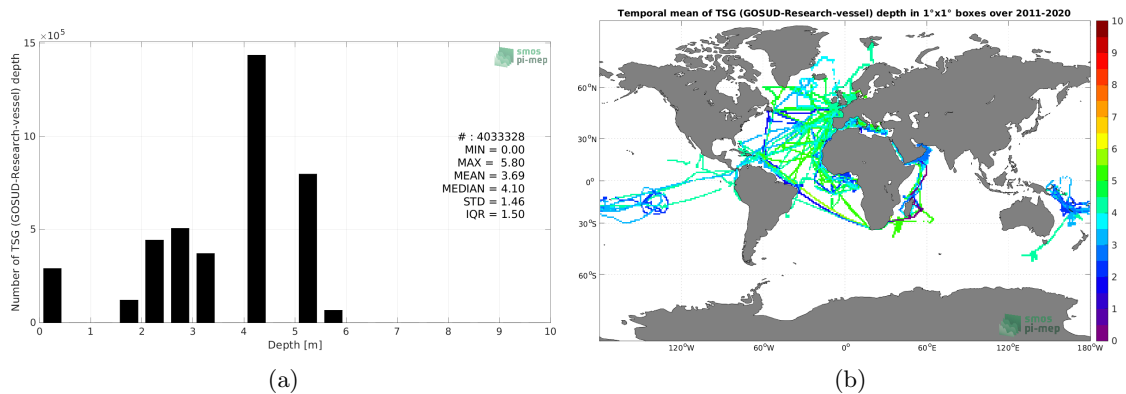 ×10⁵
15
10
5
0
Number of TSG (GOSUD-Research-vessel) depth
smos
pi-mep
# : 4033328
MIN = 0.00
MAX = 5.80
MEAN = 3.69
MEDIAN = 4.10
STD = 1.46
IQR = 1.50
0 1 2 3 4 5 6 7 8 9 10
Depth [m]
(a)
Temporal mean of TSG (GOSUD-Research-vessel) depth in 1°x1° boxes over 2011-2020
60°N
30°N
0°
30°S
60°S
120°W 60°W 0° 60°E 120°E 180°W
smos
pi-mep
10
9
8
7
6
5
4
3
2
1
0
(b)